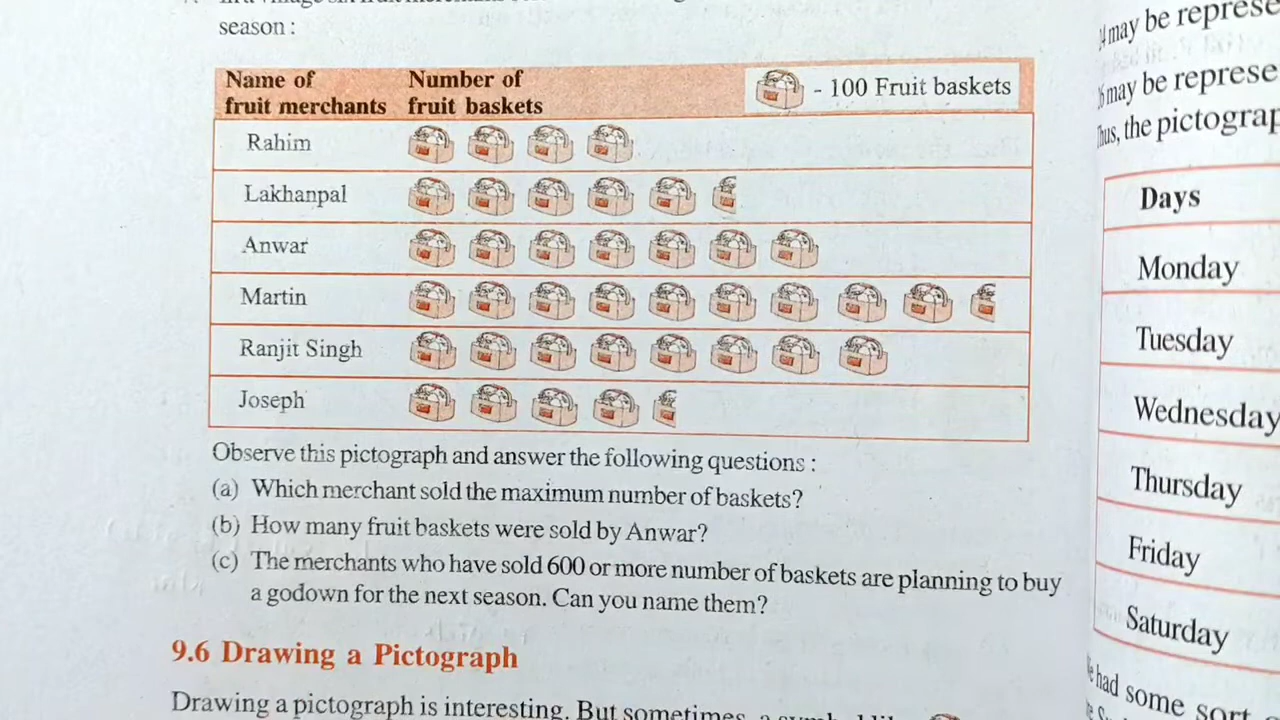 season :
Name of fruit merchants
Number of fruit baskets
- 100 Fruit baskets
Rahim
Lakhanpal
Anwar
Martin
Ranjit Singh
Joseph
Observe this pictograph and answer the following questions :
(a) Which merchant sold the maximum number of baskets?
(b) How many fruit baskets were sold by Anwar?
(c) The merchants who have sold 600 or more number of baskets are planning to buy
a godown for the next season. Can you name them?
9.6 Drawing a Pictograph
Drawing a pictograph is interesting. But sometimes, a symbol like
may be represe
may be represe
Thus, the pictograp
Days
Monday
Tuesday
Wednesday
Thursday
Friday
Saturday
had some sort